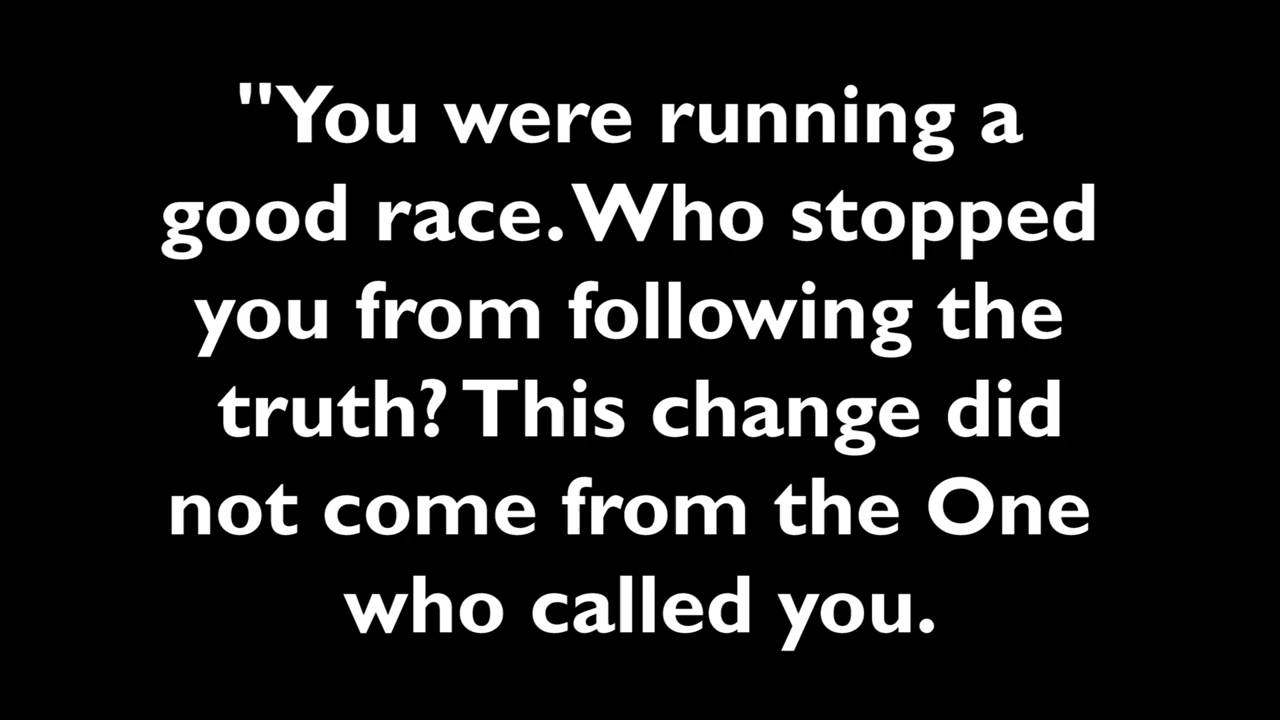 "You were running a
good race. Who stopped
you from following the
truth? This change did
not come from the One
who called you.